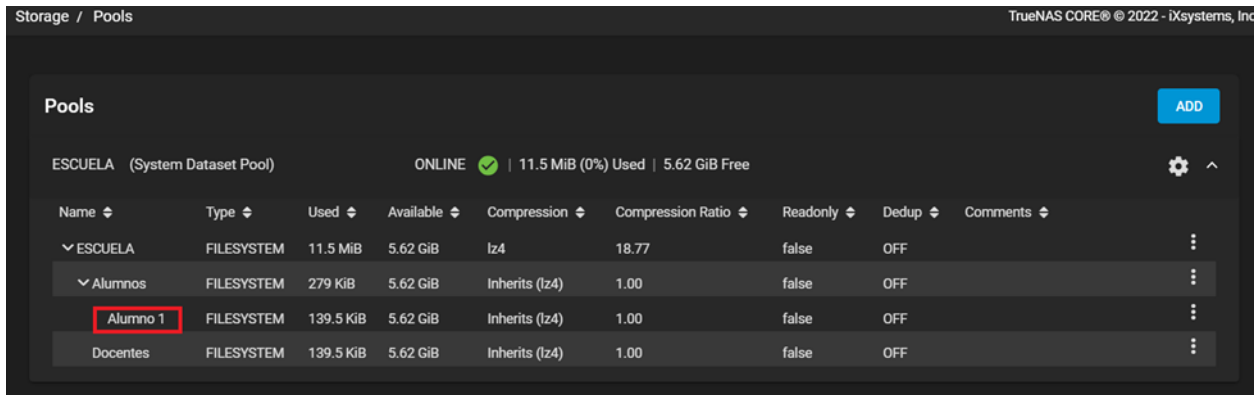 Storage / Pools TrueNAS CORE® © 2022 - iXsystems, Inc
Pools ADD
ESCUELA (System Dataset Pool) ONLINE | 11.5 MiB (0%) Used | 5.62 GiB Free
Name Type Used Available Compression Compression Ratio Readonly Dedup Comments
ESCUELA FILESYSTEM 11.5 MiB 5.62 GiB lz4 18.77 false OFF
Alumnos FILESYSTEM 279 KiB 5.62 GiB Inherits (lz4) 1.00 false OFF
Alumno 1 FILESYSTEM 139.5 KiB 5.62 GiB Inherits (lz4) 1.00 false OFF
Docentes FILESYSTEM 139.5 KiB 5.62 GiB Inherits (lz4) 1.00 false OFF